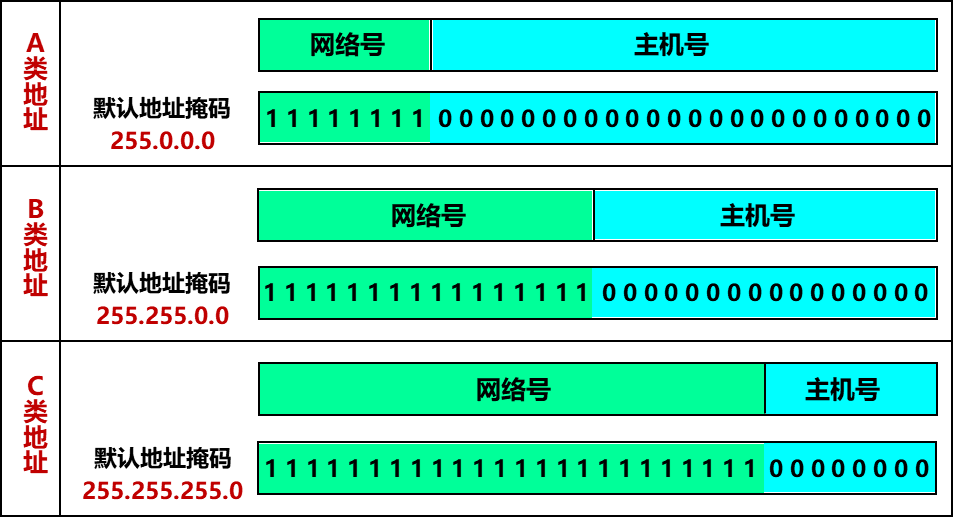 A类地址
网络号 主机号
默认地址掩码
255.0.0.0
1 1 1 1 1 1 1 1 0 0 0 0 0 0 0 0 0 0 0 0 0 0 0 0 0 0 0 0 0 0 0 0
B类地址
网络号 主机号
默认地址掩码
255.255.0.0
1 1 1 1 1 1 1 1 1 1 1 1 1 1 1 1 0 0 0 0 0 0 0 0 0 0 0 0 0 0 0 0
C类地址
网络号 主机号
默认地址掩码
255.255.255.0
1 1 1 1 1 1 1 1 1 1 1 1 1 1 1 1 1 1 1 1 1 1 1 1 0 0 0 0 0 0 0 0